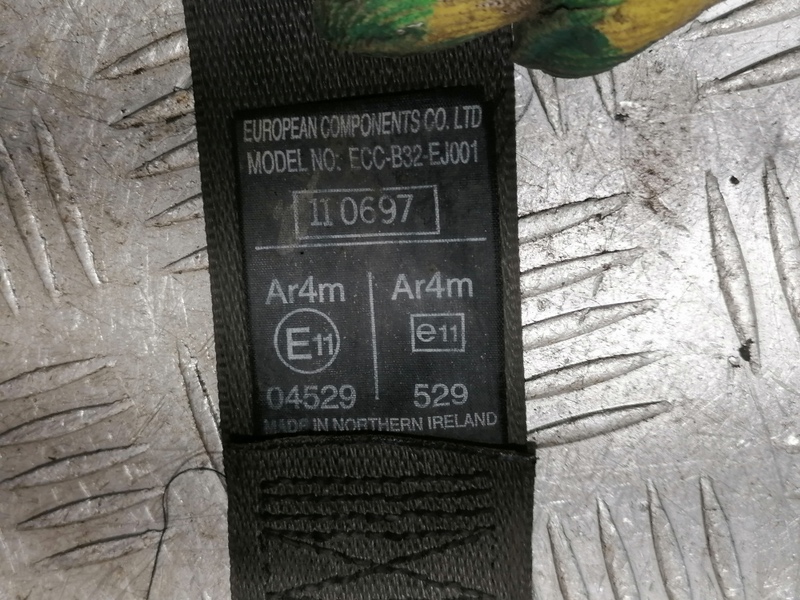 EUROPEAN COMPONENTS CO. LTD
MODEL NO: ECC-B32-EJ001
11 0697
Ar4m Ar4m
E11 e11
04529 529
MADE IN NORTHERN IRELAND